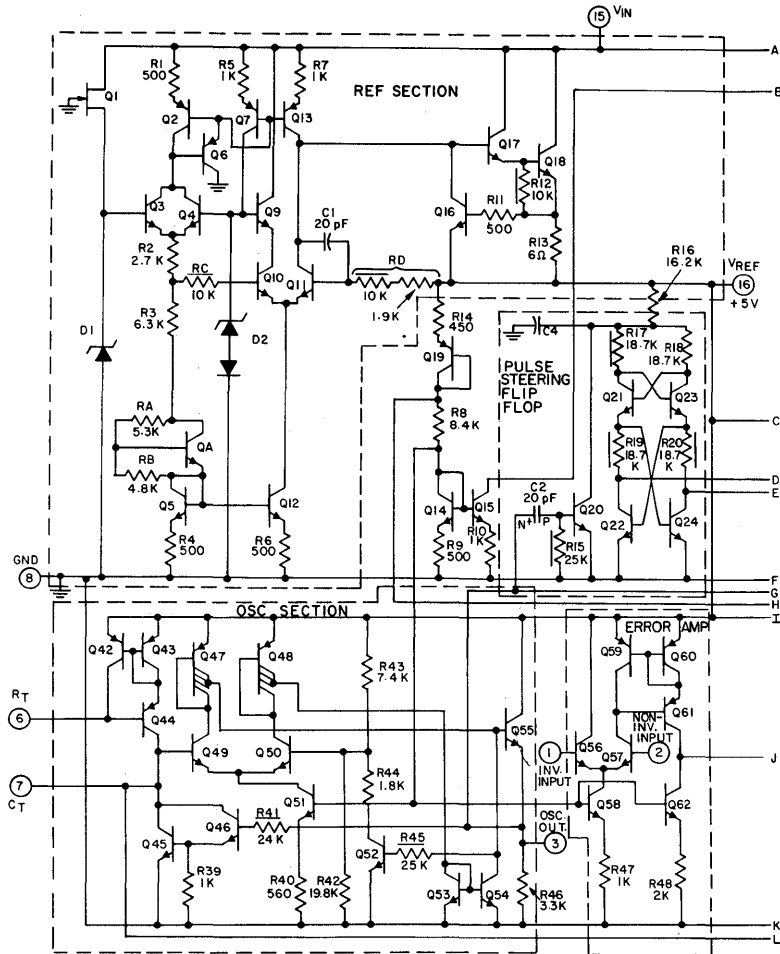 15 VIN
A
R1 500
R5 1K
R7 1K
REF SECTION
B
Q1
Q2
Q7
Q13
Q6
Q17
Q18
R12 10K
Q3
Q4
Q9
C1 20 pF
Q16
R11 500
R13 6Ω
R2 2.7 K
RC 10 K
Q10
Q11
RD
10K
1.9K
R16 16.2K
VREF
16
+5V
R3 6.3K
D1
D2
R14 450
C4
Q19
PULSE STEERING FLIP FLOP
R17 18.7K
R18 18.7K
Q21
Q23
C
RA 5.3K
QA
R8 8.4K
R19 18.7 K
R20 18.7 K
RB 4.8K
C2 20 pF
D
E
Q5
Q12
Q14
Q15
N+
P
Q20
Q22
Q24
R4 500
R6 500
R9 500
R10 1K
R15 25K
GND
8
F
G
H
I
OSC SECTION
ERROR AMP
Q42
Q43
Q47
Q48
R43 7.4K
Q59
Q60
RT
6
Q44
Q55
Q61
NON-INV. INPUT
Q49
Q50
1
INV. INPUT
Q56
Q57
2
J
7
CT
R44 1.8K
Q51
Q58
Q62
Q45
Q46
R41 24K
Q52
R45 25K
OSC OUT.
3
R39 1K
R40 560
R42 19.8K
Q53
Q54
R46 3.3K
R47 1K
R48 2K
K
L